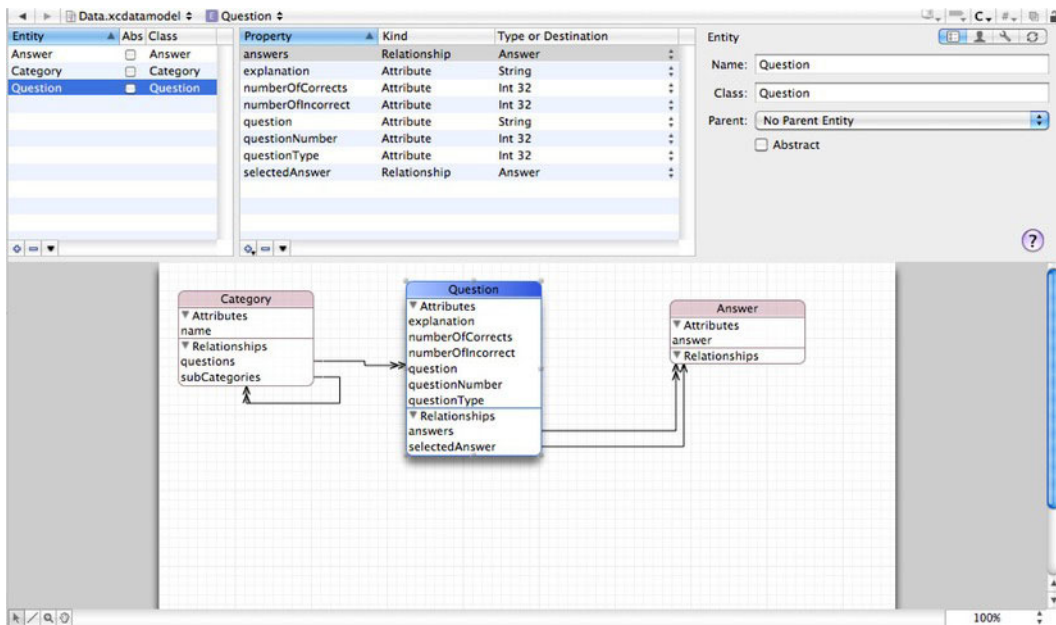 Data.xcdatamodel Question
C #
Entity Abs Class
Answer Answer
Category Category
Question Question
Property Kind Type or Destination
answers Relationship Answer
explanation Attribute String
numberOfCorrects Attribute Int 32
numberOfIncorrect Attribute Int 32
question Attribute String
questionNumber Attribute Int 32
questionType Attribute Int 32
selectedAnswer Relationship Answer
Entity
Name: Question
Class: Question
Parent: No Parent Entity
Abstract
?
Category
Attributes
name
Relationships
questions
subCategories
Question
Attributes
explanation
numberOfCorrects
numberOfIncorrect
question
questionNumber
questionType
Relationships
answers
selectedAnswer
Answer
Attributes
answer
Relationships
100%